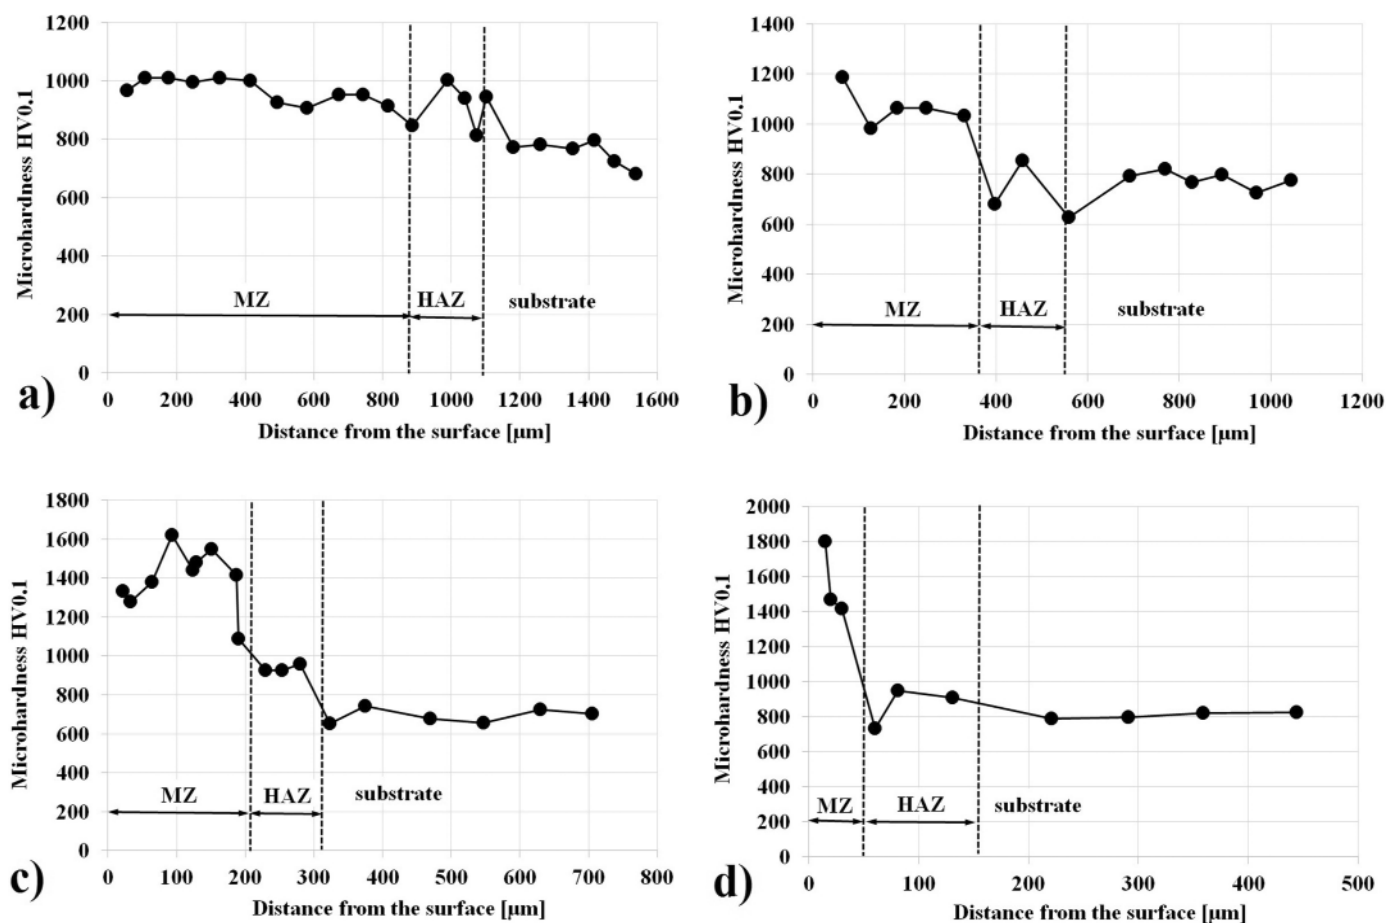 1200
1000
800
600
400
200
0
Microhardness HV0.1
MZ
HAZ
substrate
0 200 400 600 800 1000 1200 1400 1600
Distance from the surface [μm]
a)
1400
1200
1000
800
600
400
200
0
Microhardness HV0.1
MZ
HAZ
substrate
0 200 400 600 800 1000 1200
Distance from the surface [μm]
b)
1800
1600
1400
1200
1000
800
600
400
200
0
Microhardness HV0.1
MZ
HAZ
substrate
0 100 200 300 400 500 600 700 800
Distance from the surface [μm]
c)
2000
1800
1600
1400
1200
1000
800
600
400
200
0
Microhardness HV0.1
MZ
HAZ
substrate
0 100 200 300 400 500
Distance from the surface [μm]
d)